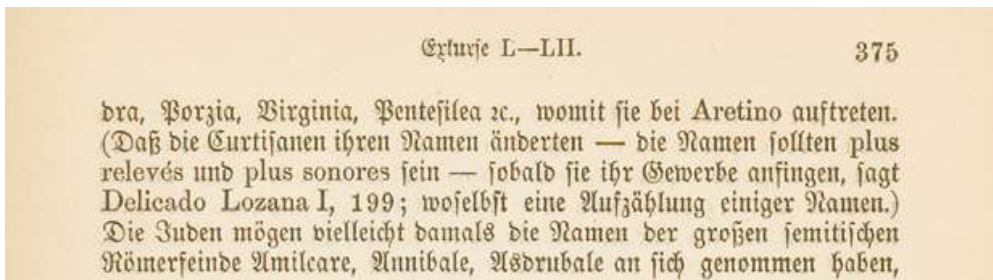 Exkurse L—LII. 375
dra, Porzia, Virginia, Pentesilea ꝛc., womit sie bei Aretino auftreten.
(Daß die Curtisanen ihren Namen änderten — die Namen sollten plus
relevés und plus sonores sein — sobald sie ihr Gewerbe anfingen, sagt
Delicado Lozana I, 199; woselbst eine Aufzählung einiger Namen.)
Die Juden mögen vielleicht damals die Namen der großen semitischen
Römerfeinde Amilcare, Annibale, Asdrubale an sich genommen haben,